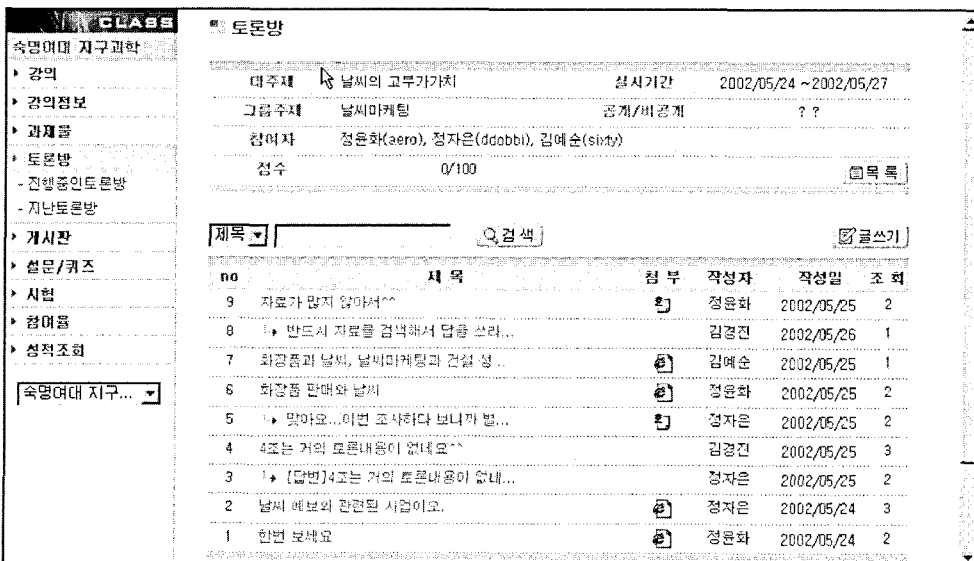 CLASS
숙명여대 지구과학
강의
강의정보
과제물
토론방
- 진행중인토론방
- 지난토론방
게시판
설문/퀴즈
시험
참여율
성적조회
숙명여대 지구...
토론방
대주제 날씨의 고부가가치 실시기간 2002/05/24 ~2002/05/27
그룹주제 날씨마케팅 공개/비공개 ? ?
참여자 정윤화(aero), 정자은(ddobbi), 김예순(sixty)
점수 0/100
목록
제목 검색 글쓰기
no 제 목 첨 부 작성자 작성일 조 회
9 자료가 많지 않아서^^ 정윤화 2002/05/25 2
8 반드시 자료를 검색해서 답을 쓰라... 김경진 2002/05/26 1
7 화장품과 날씨, 날씨마케팅과 건설 성 .. 김예순 2002/05/25 1
6 화장품 판매와 날씨 정윤화 2002/05/25 2
5 맞아요...이번 조사하다 보니까 별... 정자은 2002/05/25 2
4 4조는 거의 토론내용이 없네요^^ 김경진 2002/05/25 3
3 [답변]4조는 거의 토론내용이 없네... 정자은 2002/05/25 2
2 날씨 예보와 관련된 사업이요. 정자은 2002/05/24 3
1 한번 보세요 정윤화 2002/05/24 2